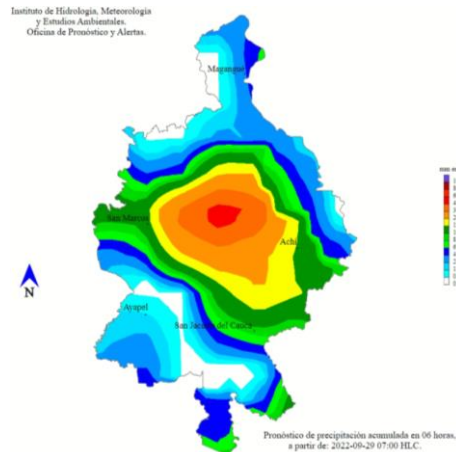 Instituto de Hidrología, Meteorología
y Estudios Ambientales.
Oficina de Pronóstico y Alertas.
Magangué
San Marcos
Achí
Ayapel
San Jacinto del Cauca
N
Pronóstico de precipitación acumulada en 06 horas,
a partir de: 2022-09-29 07:00 HLC.